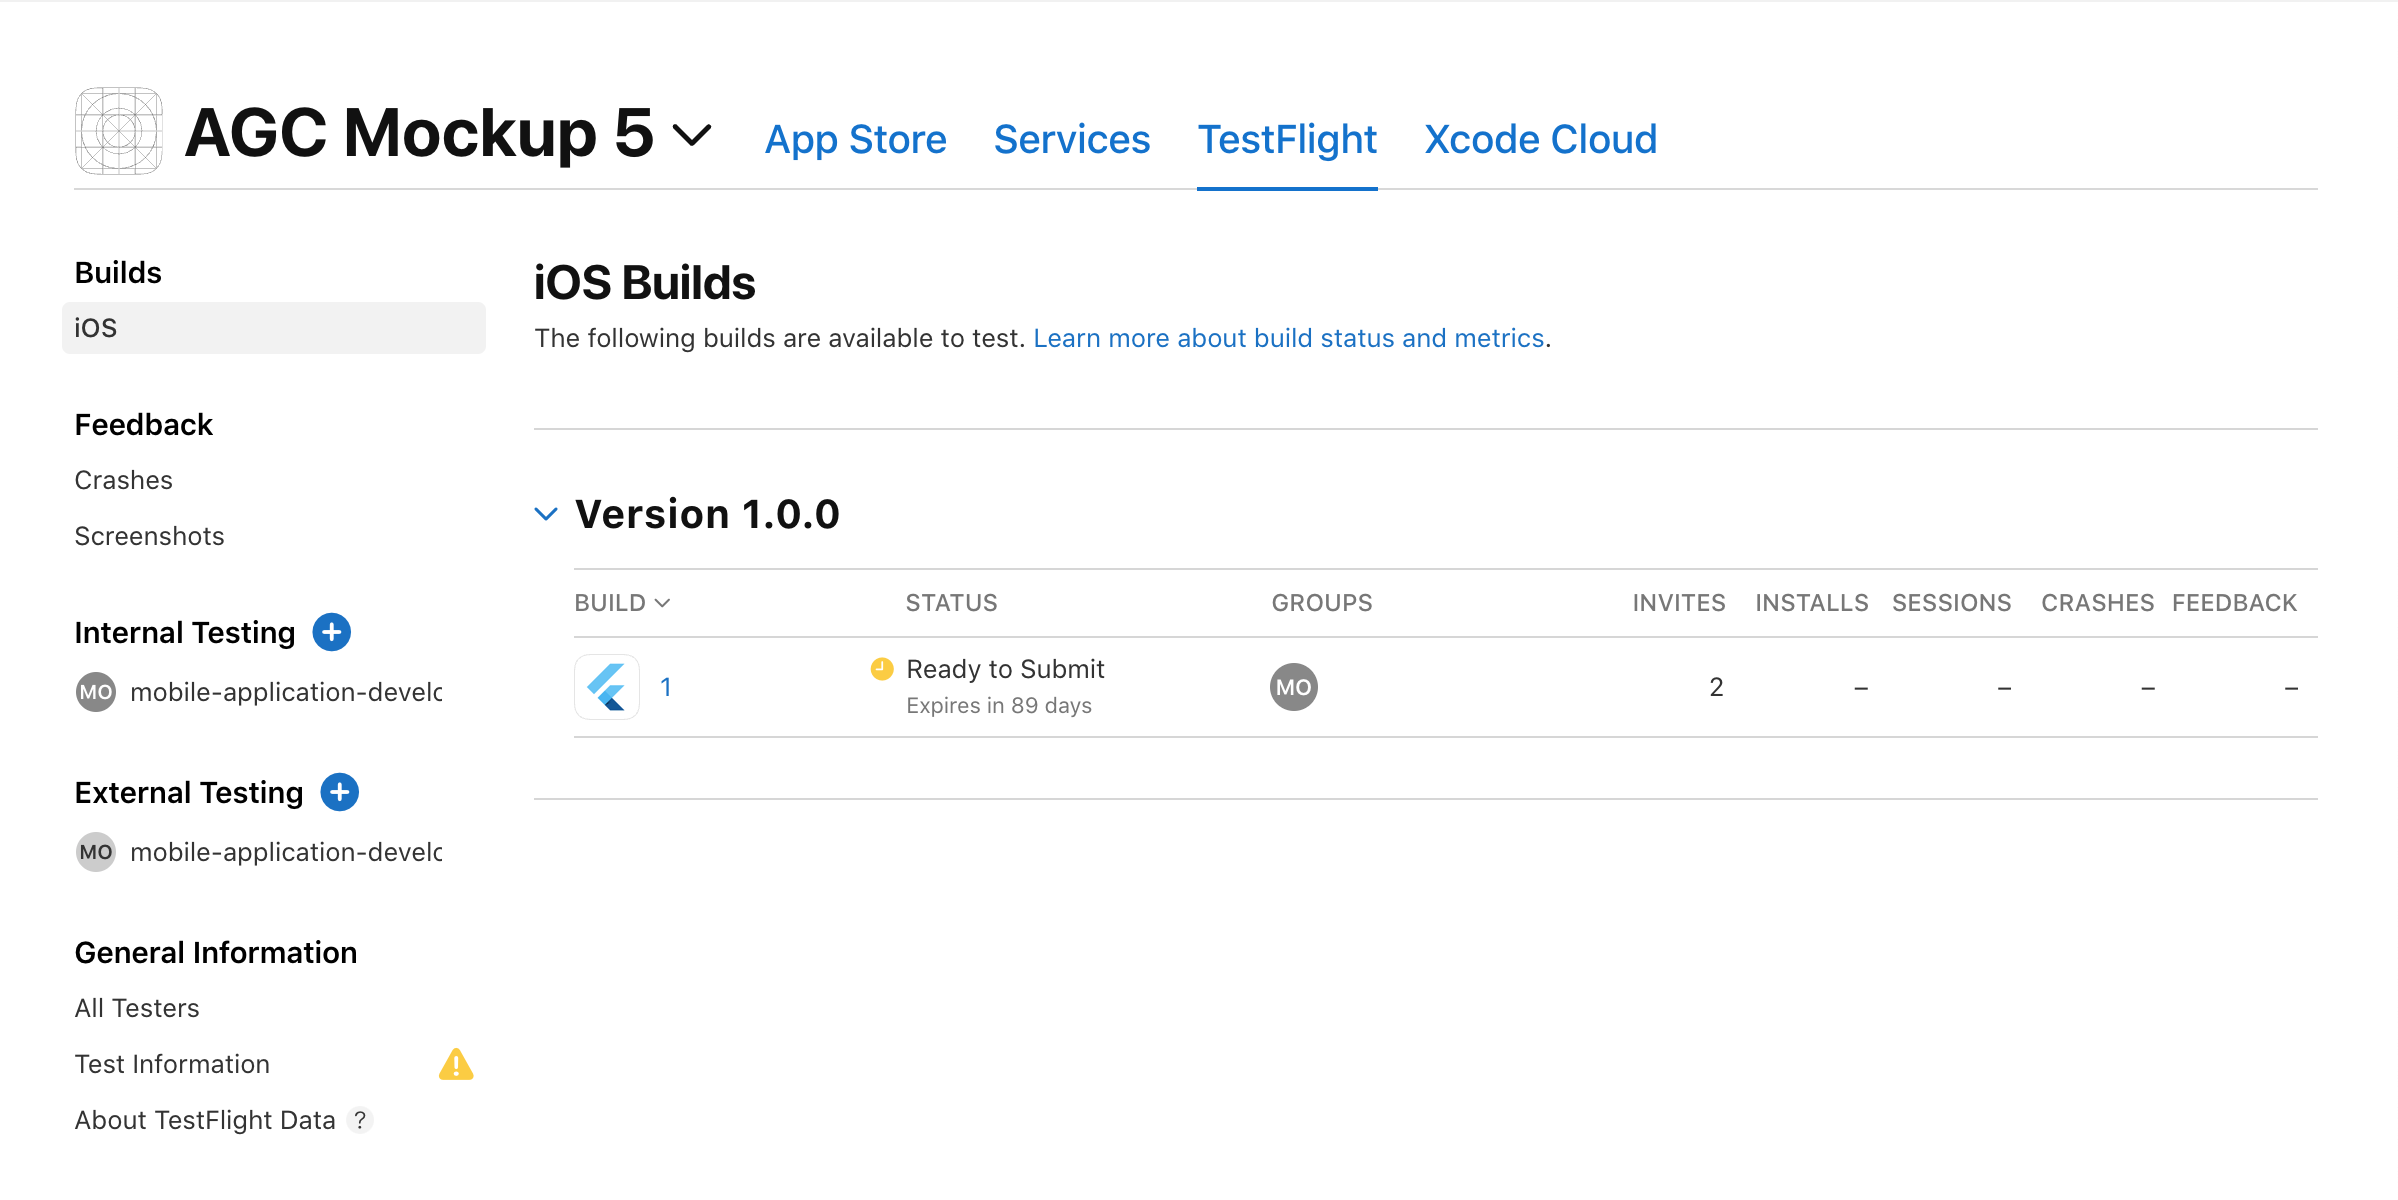 AGC Mockup 5
App Store
Services
TestFlight
Xcode Cloud
Builds
iOS
Feedback
Crashes
Screenshots
Internal Testing
MO mobile-application-develo
External Testing
MO mobile-application-develo
General Information
All Testers
Test Information
About TestFlight Data ?
iOS Builds
The following builds are available to test. Learn more about build status and metrics.
Version 1.0.0
BUILD STATUS GROUPS INVITES INSTALLS SESSIONS CRASHES FEEDBACK
1 Ready to Submit MO 2 – – – –
Expires in 89 days